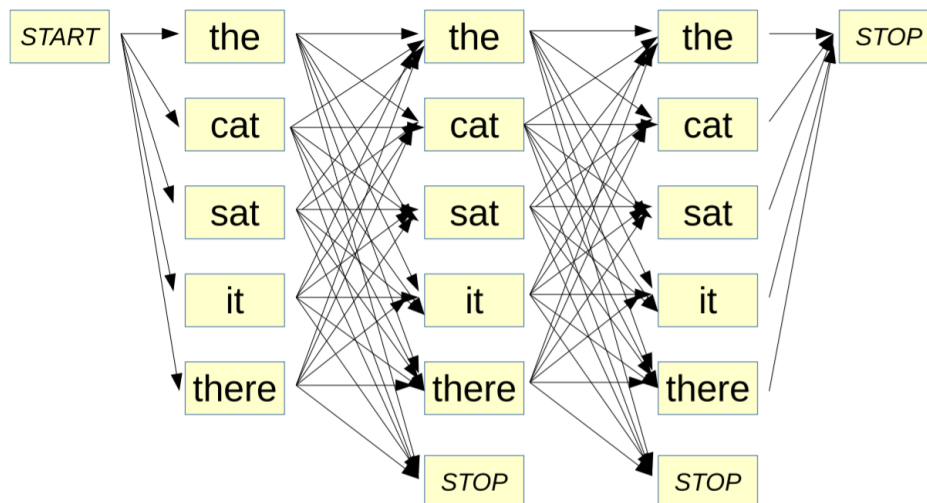 START the the the STOP
cat cat cat
sat sat sat
it it it
there there there
STOP STOP